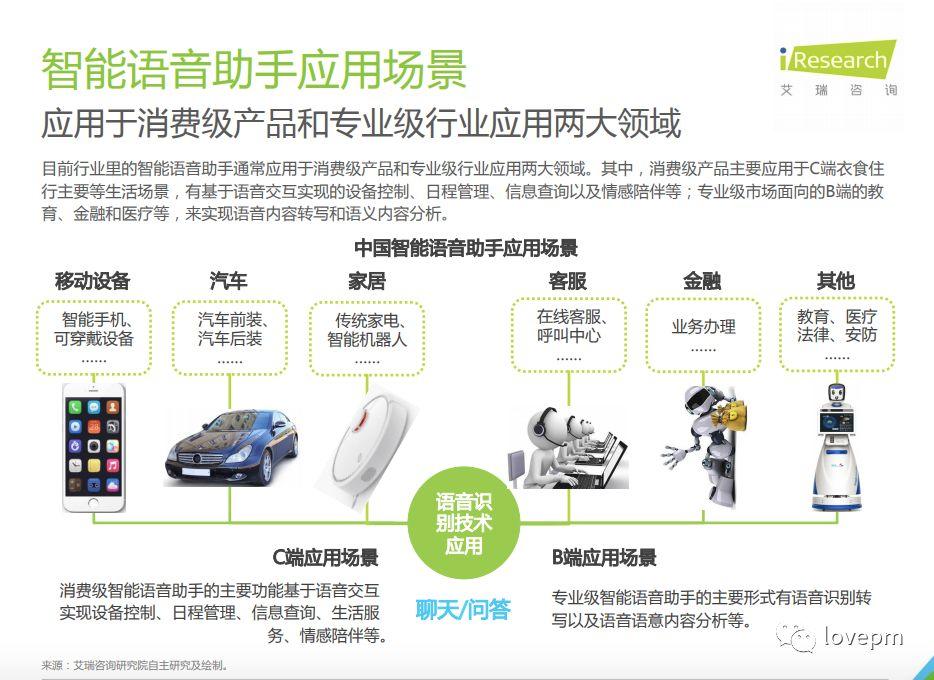 智能语音助手应用场景
iResearch
艾瑞咨询
应用于消费级产品和专业级行业应用两大领域
目前行业里的智能语音助手通常应用于消费级产品和专业级行业应用两大领域。其中，消费级产品主要应用于C端衣食住
行主要等生活场景，有基于语音交互实现的设备控制、日程管理、信息查询以及情感陪伴等；专业级市场面向的B端的教
育、金融和医疗等，来实现语音内容转写和语义内容分析。
中国智能语音助手应用场景
移动设备
智能手机、
可穿戴设备
……
汽车
汽车前装、
汽车后装
……
家居
传统家电、
智能机器人
……
客服
在线客服、
呼叫中心
……
金融
业务办理
……
其他
教育、医疗
法律、安防
……
语音识
别技术
应用
C端应用场景
消费级智能语音助手的主要功能基于语音交互
实现设备控制、日程管理、信息查询、生活服
务、情感陪伴等。
聊天/问答
B端应用场景
专业级智能语音助手的主要形式有语音识别转
写以及语音语意内容分析等。
lovepm
来源：艾瑞咨询研究院自主研究及绘制。